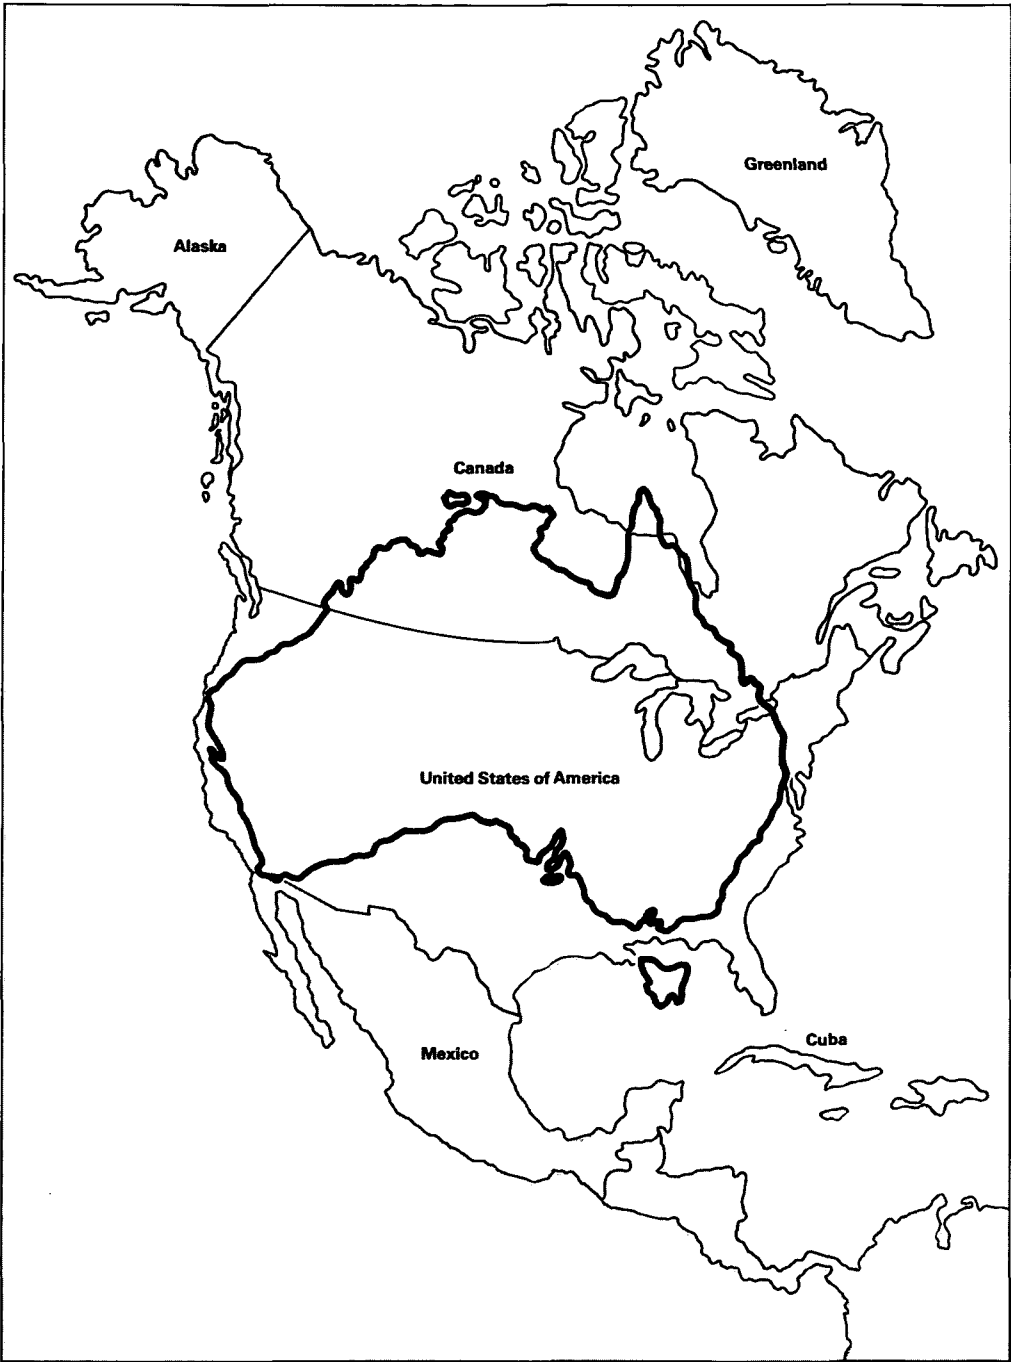 Greenland
Alaska
Canada
United States of America
Cuba
Mexico